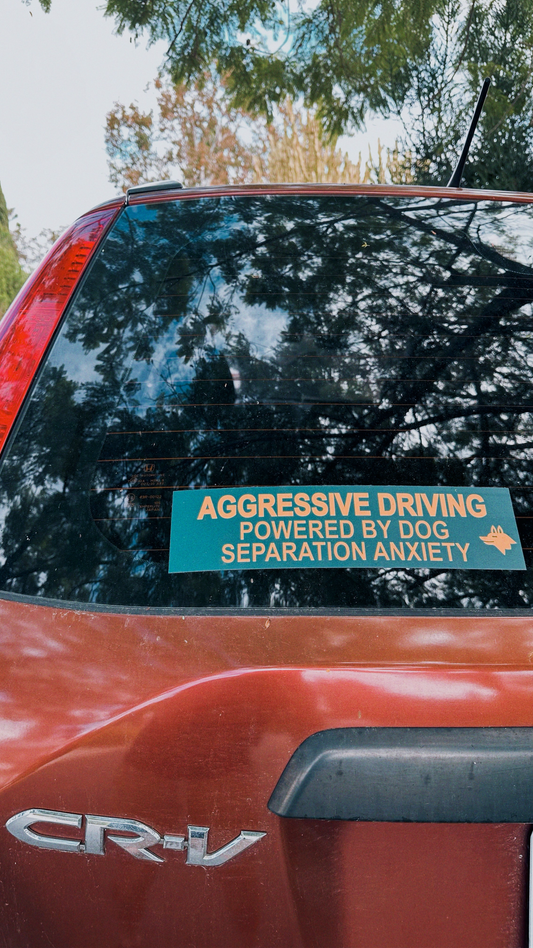 AGGRESSIVE DRIVING
POWERED BY DOG
SEPARATION ANXIETY
CR-V